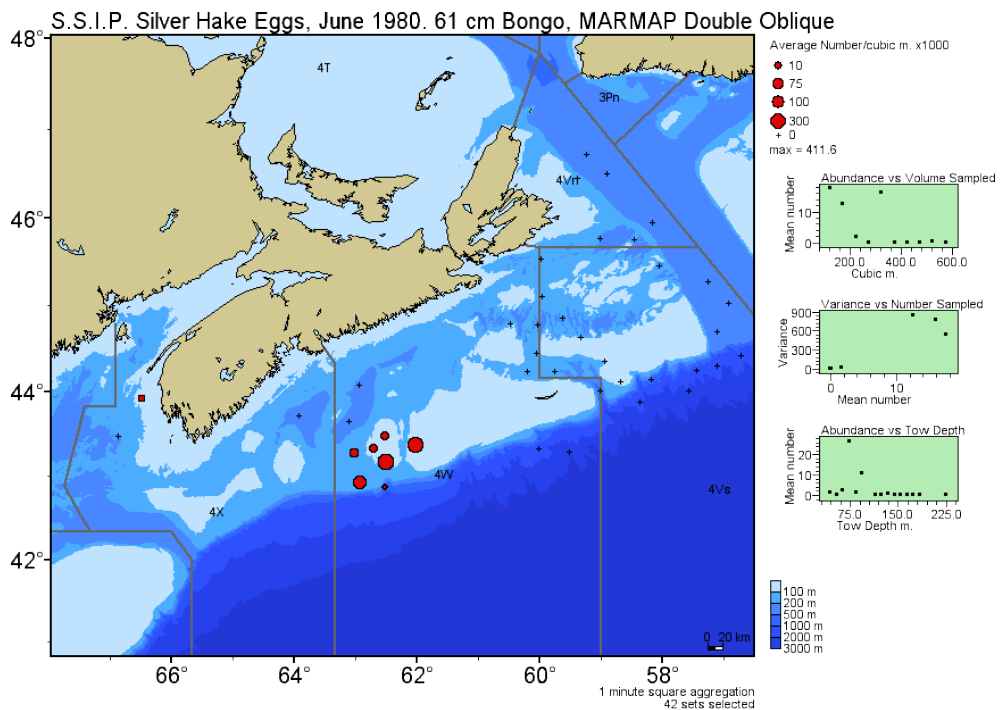 S.S.I.P. Silver Hake Eggs, June 1980. 61 cm Bongo, MARMAP Double Oblique
48°
46°
44°
42°
66°
64°
62°
60°
58°
4T
3Pn
4Vn
4X
4W
4Vs
0 20 km
1 minute square aggregation
42 sets selected
Average Number/cubic m. x1000
10
75
100
300
0
max = 411.6
Abundance vs Volume Sampled
Mean number
10
0
200.0 400.0 600.0
Cubic m.
Variance vs Number Sampled
Variance
900
600
300
0
0 10
Mean number
Abundance vs Tow Depth
Mean number
20
10
0
75.0 150.0 225.0
Tow Depth m.
100 m
200 m
500 m
1000 m
2000 m
3000 m